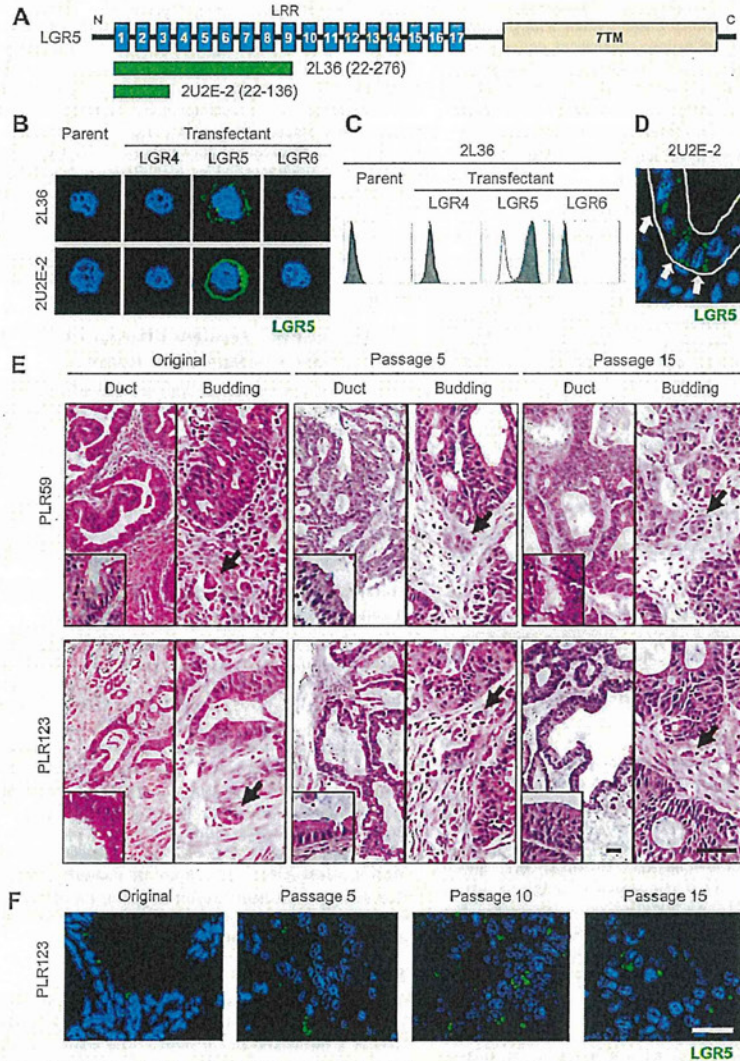 A
N
LRR
C
LGR5
1 2 3 4 5 6 7 8 9 10 11 12 13 14 15 16 17
7TM
2L36 (22-276)
2U2E-2 (22-136)
B
Parent
Transfectant
LGR4 LGR5 LGR6
2L36
2U2E-2
LGR5
C
2L36
Parent
Transfectant
LGR4 LGR5 LGR6
D
2U2E-2
LGR5
E
Original Passage 5 Passage 15
Duct Budding Duct Budding Duct Budding
PLR59
PLR123
F
Original Passage 5 Passage 10 Passage 15
PLR123
LGR5